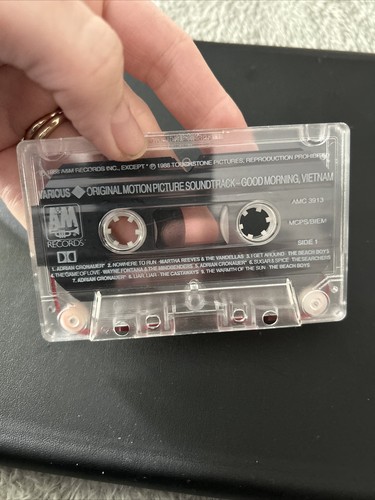 A&M RECORDS INC., EXCEPT * ℗ 1988 TOUCHSTONE PICTURES, REPRODUCTION PROHIBITED
VARIOUS ◆ ORIGINAL MOTION PICTURE SOUNDTRACK - GOOD MORNING, VIETNAM
AMC 3913
A&M
RECORDS
MCPS/BIEM
SIDE 1
1. ADRIAN CRONAUER* 2. NOWHERE TO RUN - MARTHA REEVES & THE VANDELLAS 3. I GET AROUND - THE BEACH BOYS
4. THE GAME OF LOVE - WAYNE FONTANA & THE MINDBENDERS 5. ADRIAN CRONAUER* 6. SUGAR & SPICE - THE SEARCHERS
7. ADRIAN CRONAUER* 8. LIAR, LIAR - THE CASTAWAYS 9. THE WARMTH OF THE SUN - THE BEACH BOYS